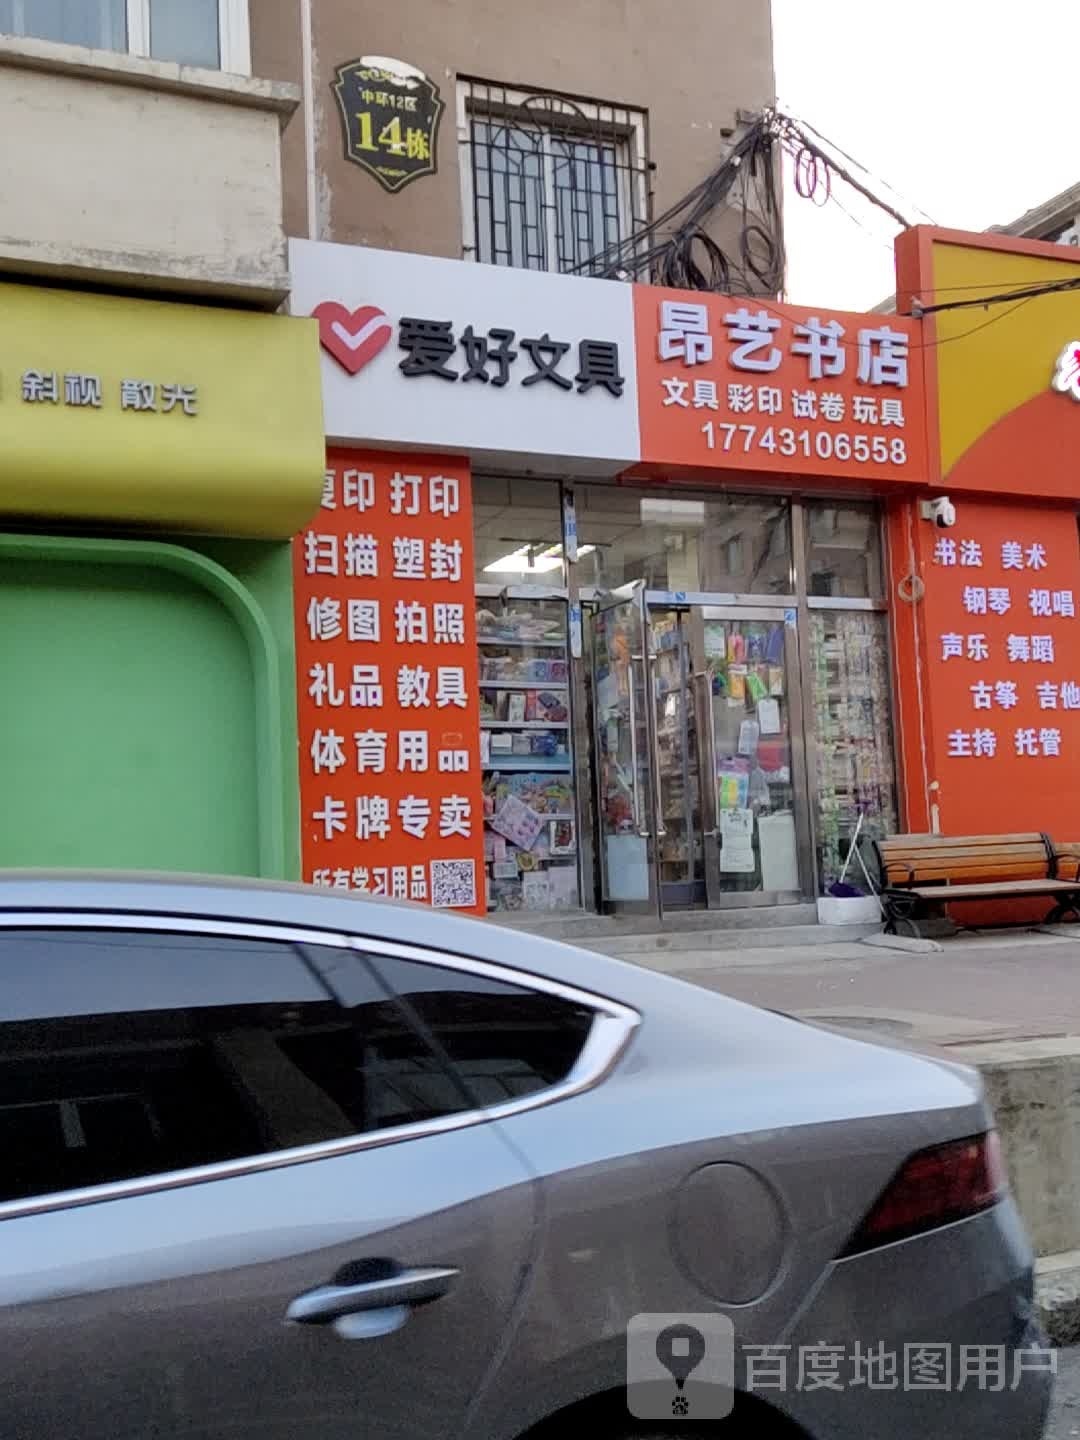 中环12区
14栋
斜视 散光
爱好文具
昂艺书店
文具 彩印 试卷 玩具
17743106558
复印 打印
扫描 塑封
修图 拍照
礼品 教具
体育用品
卡牌专卖
所有学习用品
书法 美术
钢琴 视唱
声乐 舞蹈
古筝 吉他
主持 托管
百度地图用户